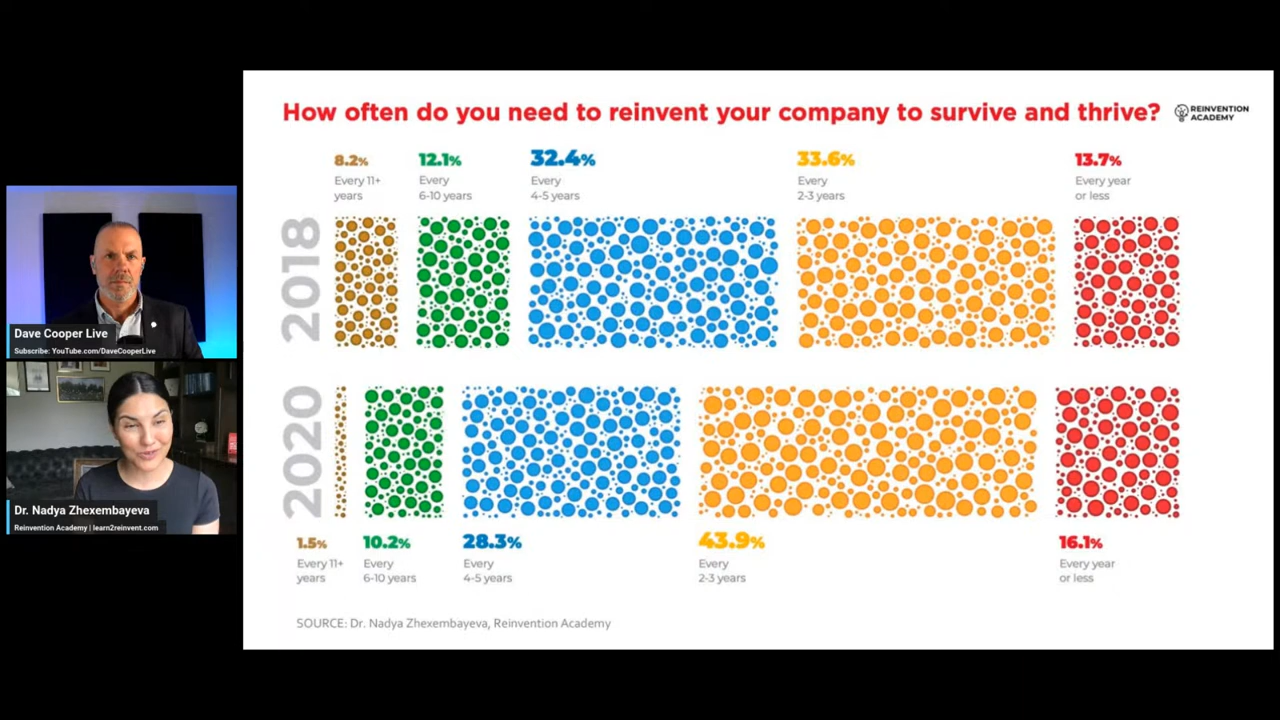 How often do you need to reinvent your company to survive and thrive?
REINVENTION
ACADEMY
8.2%
Every 11+
years
12.1%
Every
6-10 years
32.4%
Every
4-5 years
33.6%
Every
2-3 years
13.7%
Every year
or less
2018
Dave Cooper Live
Subscribe: YouTube.com/DaveCooperLive
2020
Dr. Nadya Zhexembayeva
Reinvention Academy | learn2reinvent.com
1.5%
Every 11+
years
10.2%
Every
6-10 years
28.3%
Every
4-5 years
43.9%
Every
2-3 years
16.1%
Every year
or less
SOURCE: Dr. Nadya Zhexembayeva, Reinvention Academy